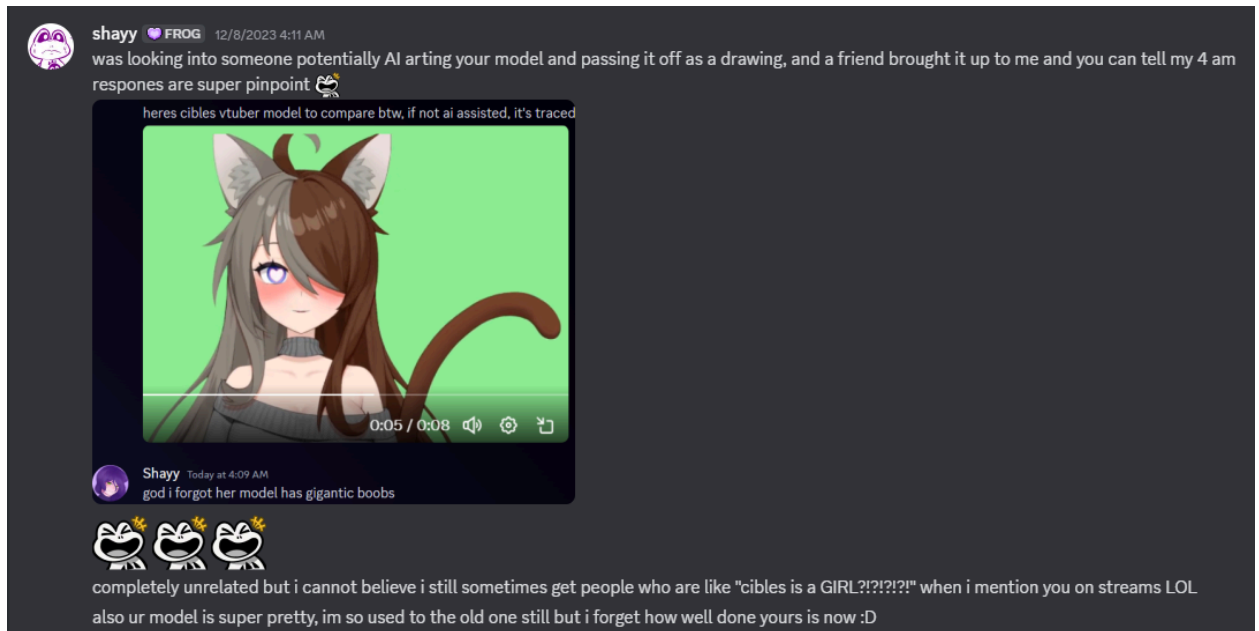 shayy FROG 12/8/2023 4:11 AM
was looking into someone potentially AI arting your model and passing it off as a drawing, and a friend brought it up to me and you can tell my 4 am
respones are super pinpoint
heres cibles vtuber model to compare btw, if not ai assisted, it's traced
0:05 / 0:08
Shayy Today at 4:09 AM
god i forgot her model has gigantic boobs
completely unrelated but i cannot believe i still sometimes get people who are like "cibles is a GIRL?!?!?!?!" when i mention you on streams LOL
also ur model is super pretty, im so used to the old one still but i forget how well done yours is now :D